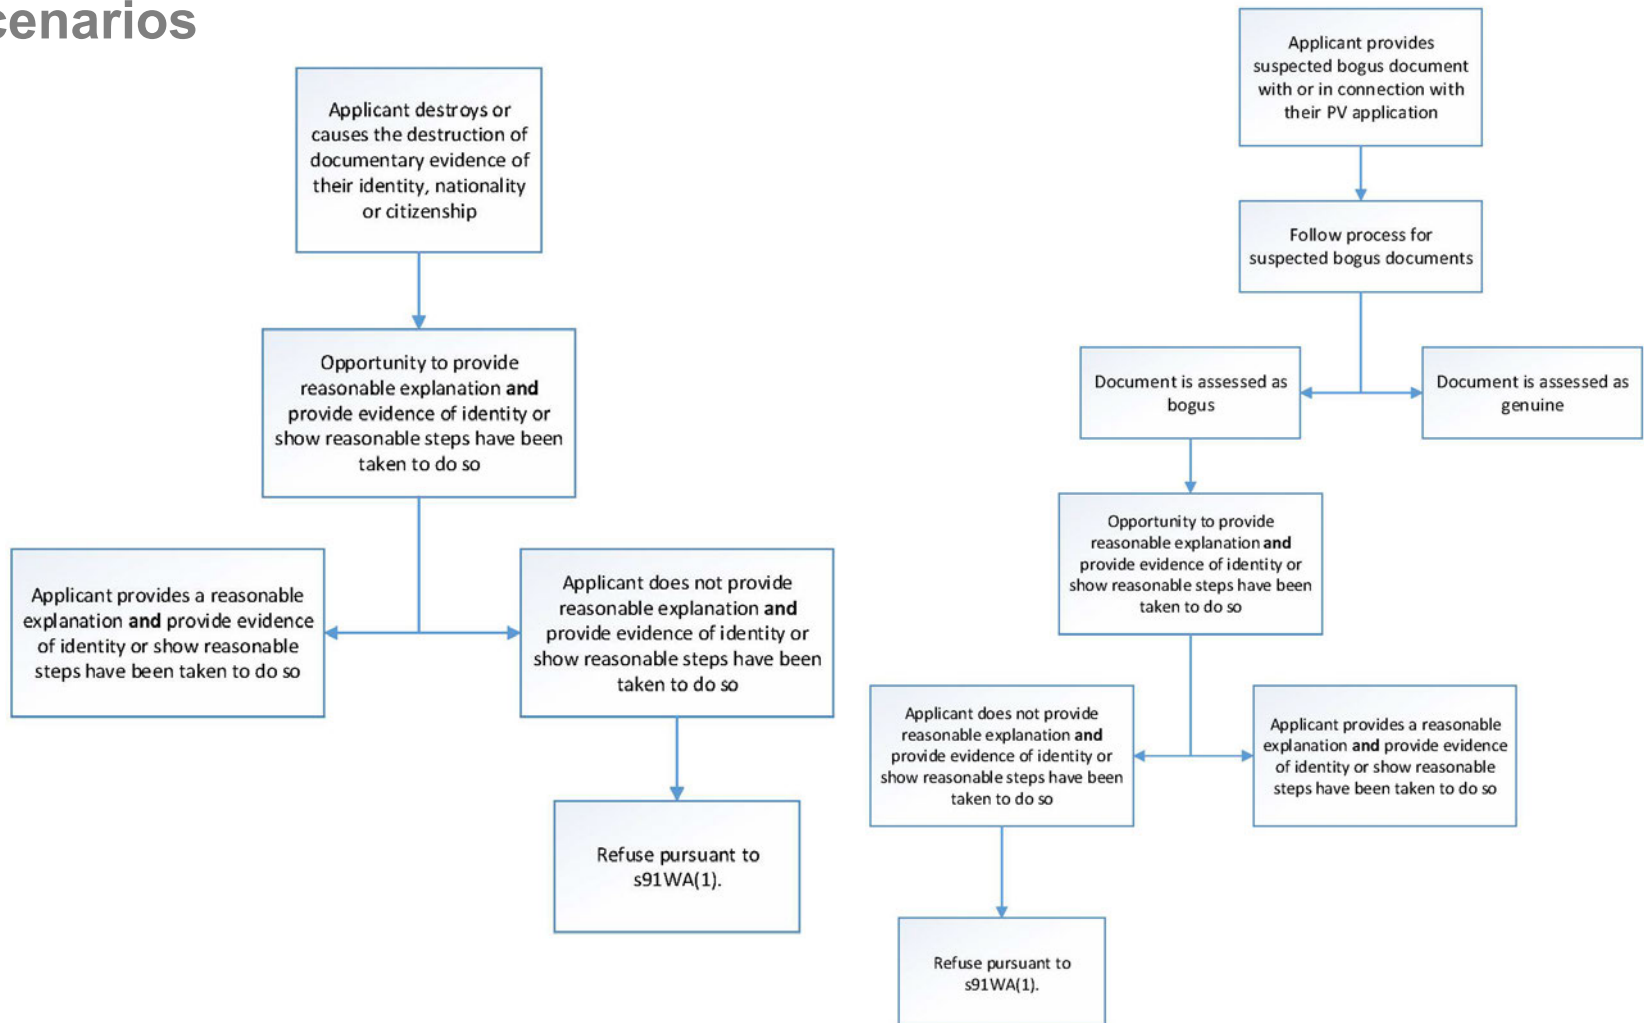 cenarios
Applicant destroys or
causes the destruction of
documentary evidence of
their identity, nationality
or citizenship
Opportunity to provide
reasonable explanation and
provide evidence of identity or
show reasonable steps have been
taken to do so
Applicant provides a reasonable
explanation and provide evidence
of identity or show reasonable
steps have been taken to do so
Applicant does not provide
reasonable explanation and
provide evidence of identity or
show reasonable steps have been
taken to do so
Refuse pursuant to
s91WA(1).
Applicant provides
suspected bogus document
with or in connection with
their PV application
Follow process for
suspected bogus documents
Document is assessed as
bogus
Document is assessed as
genuine
Opportunity to provide
reasonable explanation and
provide evidence of identity or
show reasonable steps have been
taken to do so
Applicant does not provide
reasonable explanation and
provide evidence of identity or
show reasonable steps have been
taken to do so
Applicant provides a reasonable
explanation and provide evidence
of identity or show reasonable
steps have been taken to do so
Refuse pursuant to
s91WA(1).